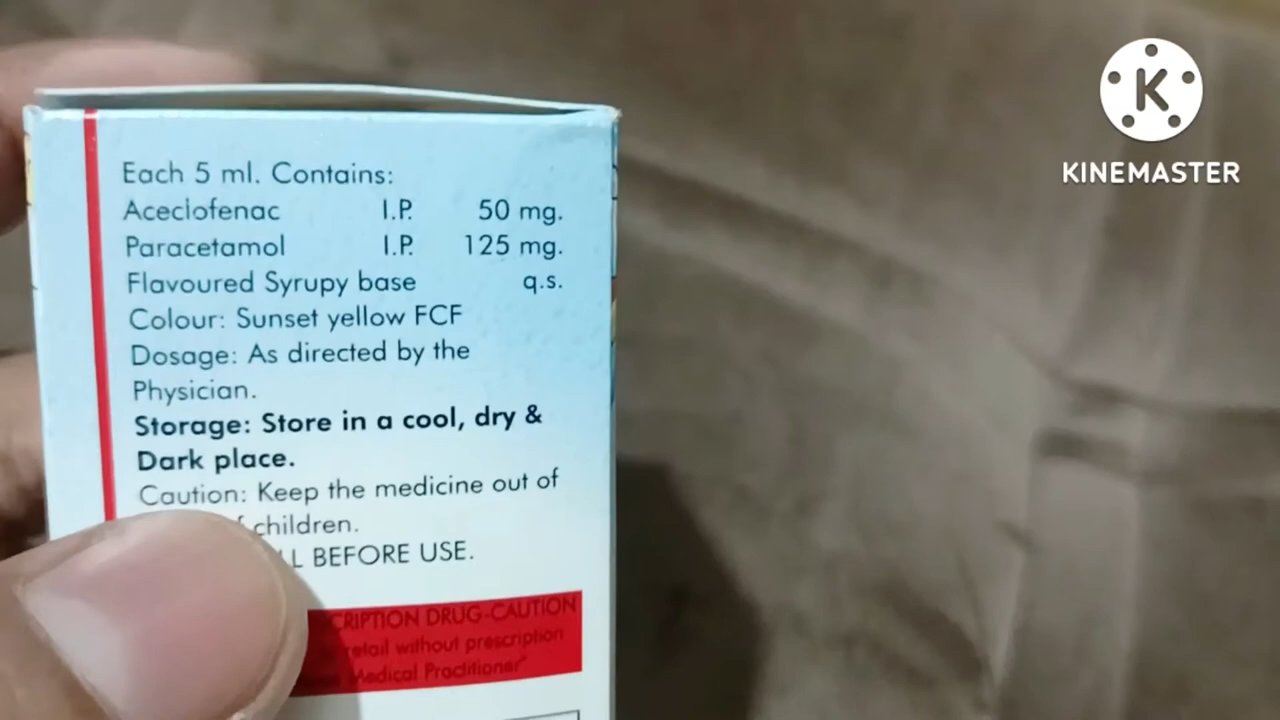 Each 5 ml. Contains:
Aceclofenac I.P. 50 mg.
Paracetamol I.P. 125 mg.
Flavoured Syrupy base q.s.
Colour: Sunset yellow FCF
Dosage: As directed by the
Physician.
Storage: Store in a cool, dry &
Dark place.
Caution: Keep the medicine out of
children.
BEFORE USE.
DRUG-CAUTION
retail without prescription
Medical Practitioner"
K
KINEMASTER